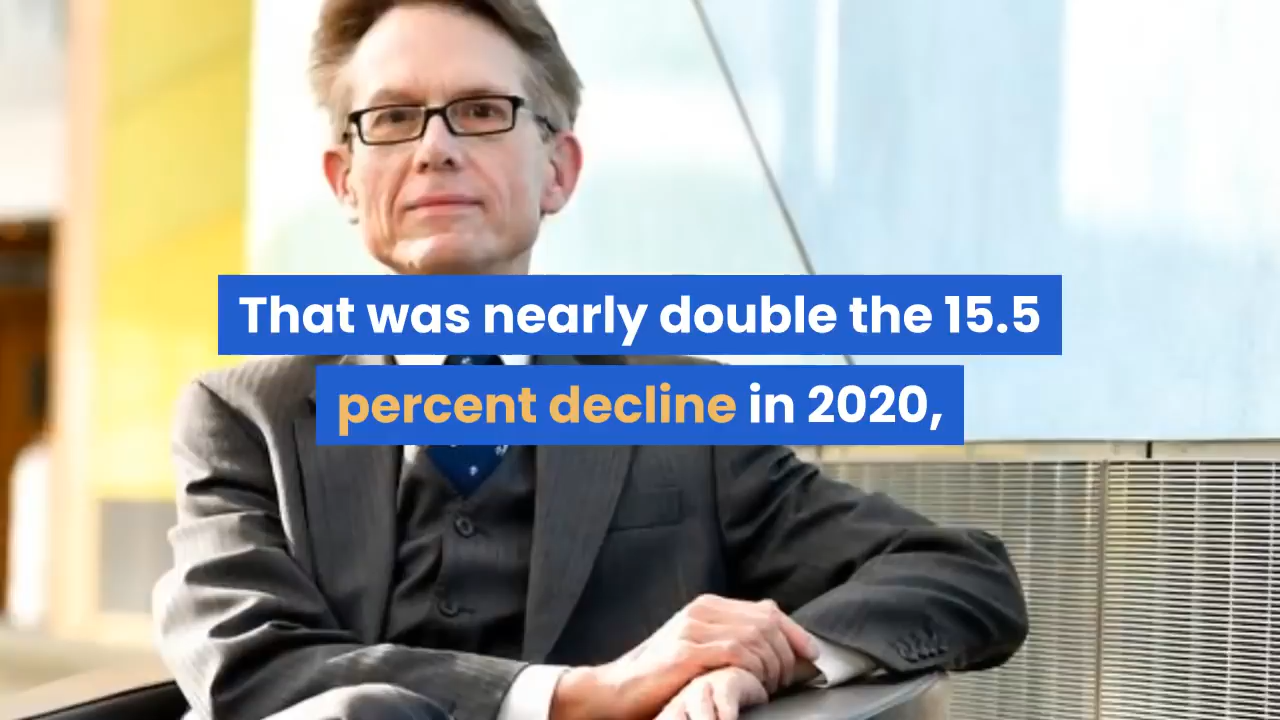 That was nearly double the 15.5
percent decline in 2020,